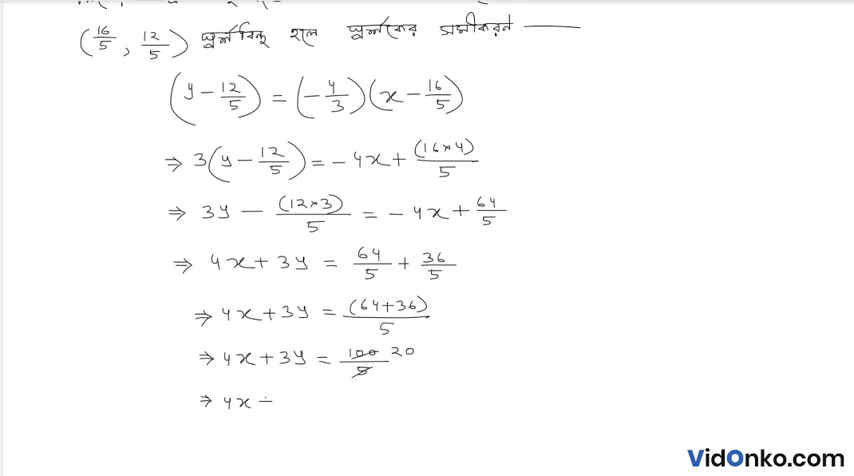 (16/5, 12/5) স্পর্শবিন্দু হলে স্পর্শকের সমীকরণ
(y - 12/5) = (-4/3)(x - 16/5)
⇒ 3(y - 12/5) = - 4x + (16×4)/5
⇒ 3y - (12×3)/5 = - 4x + 64/5
⇒ 4x + 3y = 64/5 + 36/5
⇒ 4x + 3y = (64+36)/5
⇒ 4x + 3y = 100/5 20
⇒ 4x -
VidOnko.com